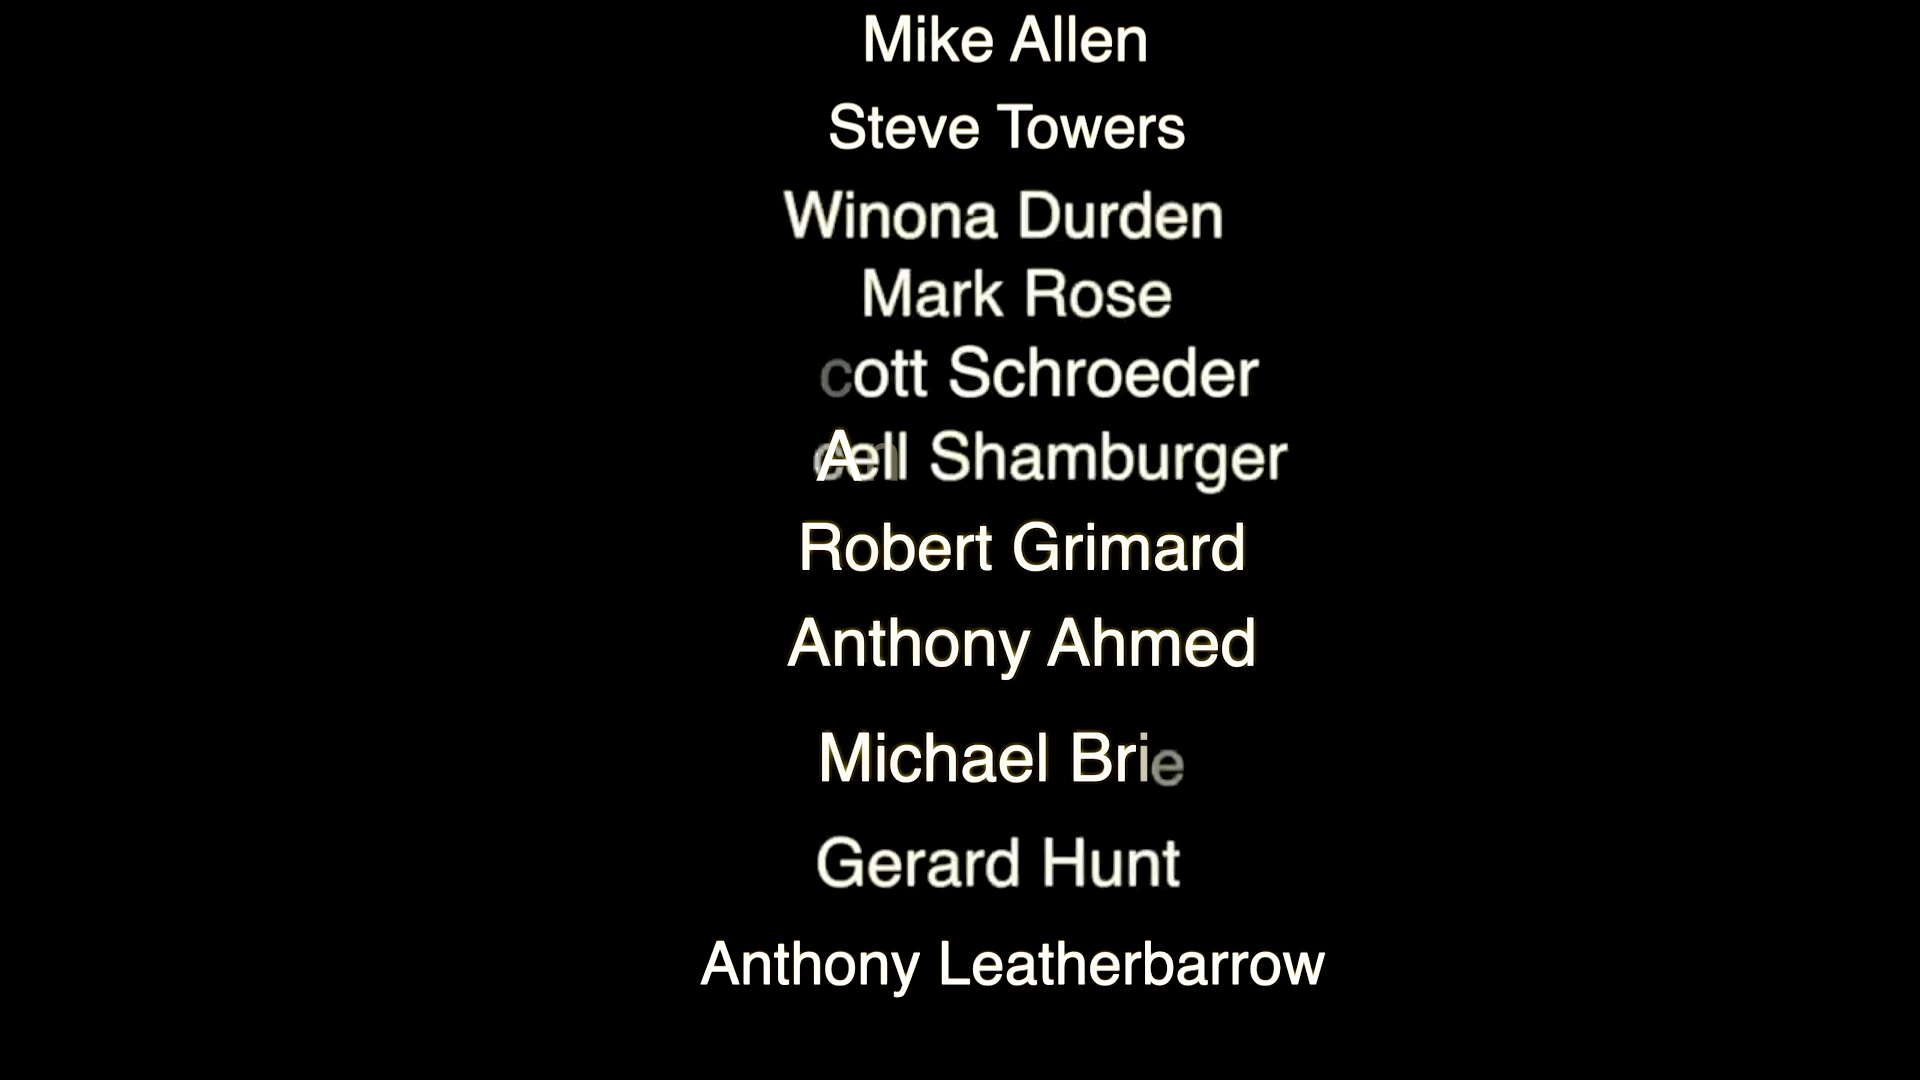 Mike Allen
Steve Towers
Winona Durden
Mark Rose
cott Schroeder
Shamburger
Robert Grimard
Anthony Ahmed
Michael Brie
Gerard Hunt
Anthony Leatherbarrow